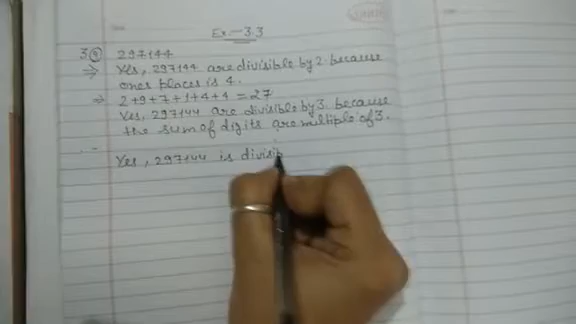 Ex:- 3.3
3 (a) 297144
⇒ Yes, 297144 are divisible by 2 because
ones places is 4.
⇒ 2+9+7+1+4+4 = 27
Yes, 297144 are divisible by 3 because
the sum of digits are multiple of 3.
∴ Yes, 297144 is divisib